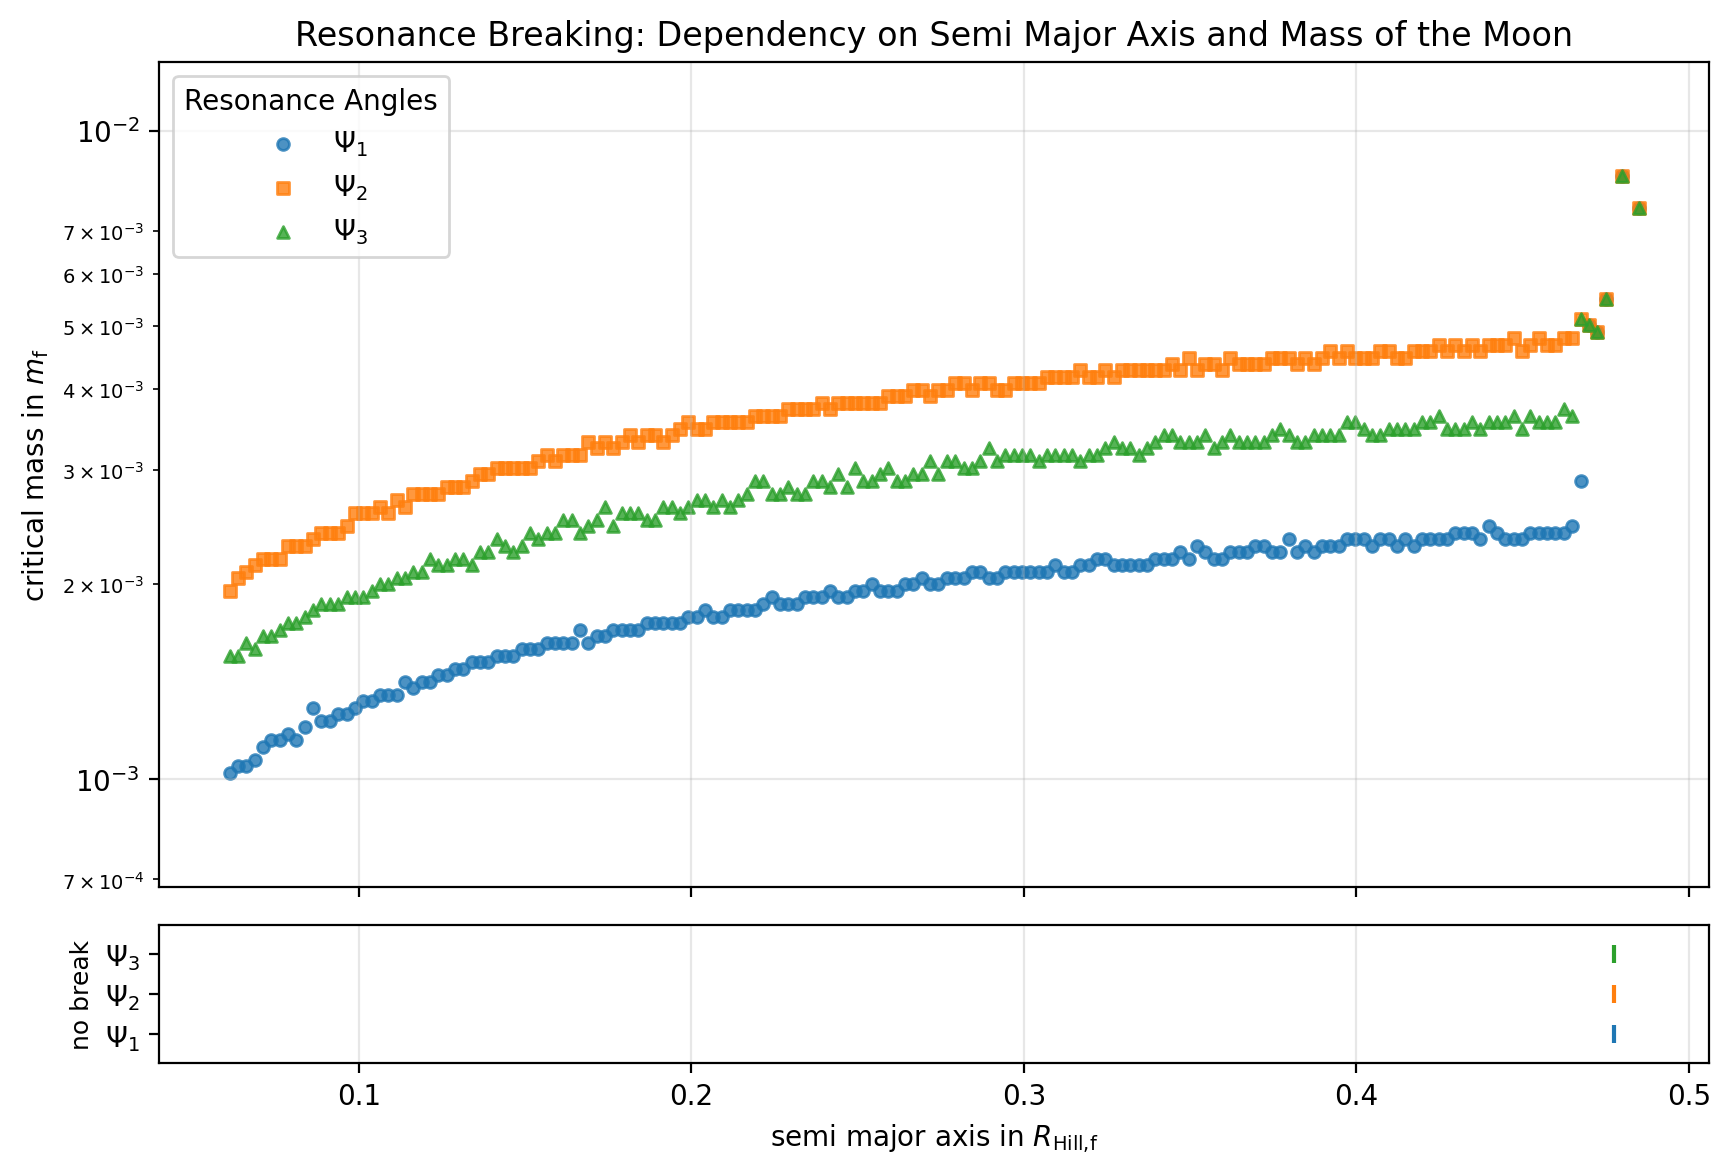 Resonance Breaking: Dependency on Semi Major Axis and Mass of the Moon
Resonance Angles
Ψ₁
Ψ₂
Ψ₃
critical mass in m_f
10⁻²
7 × 10⁻³
6 × 10⁻³
5 × 10⁻³
4 × 10⁻³
3 × 10⁻³
2 × 10⁻³
10⁻³
7 × 10⁻⁴
no break
Ψ₃
Ψ₂
Ψ₁
0.1 0.2 0.3 0.4 0.5
semi major axis in R_Hill,f